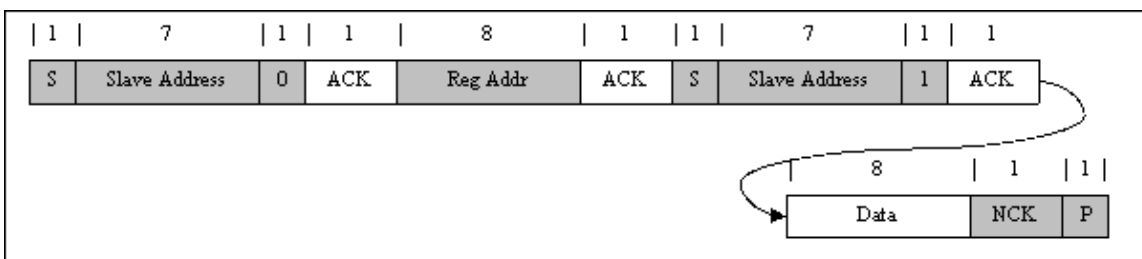 | 1 | 7 | 1 | 1 | 8 | 1 | 1 | 7 | 1 | 1
S Slave Address 0 ACK Reg Addr ACK S Slave Address 1 ACK
| 8 | 1 | 1 |
Data NCK P